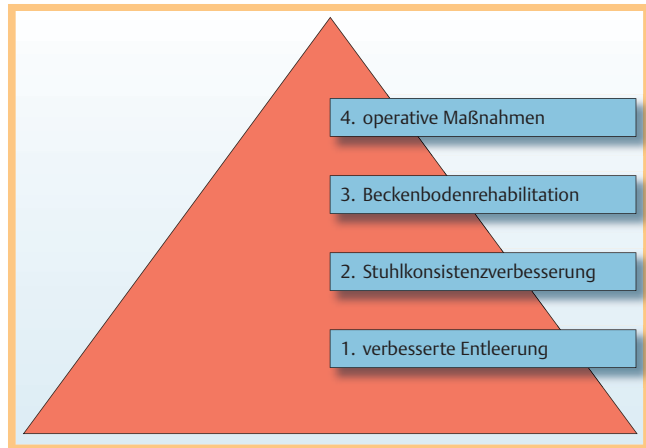 4. operative Maßnahmen
3. Beckenbodenrehabilitation
2. Stuhlkonsistenzverbesserung
1. verbesserte Entleerung